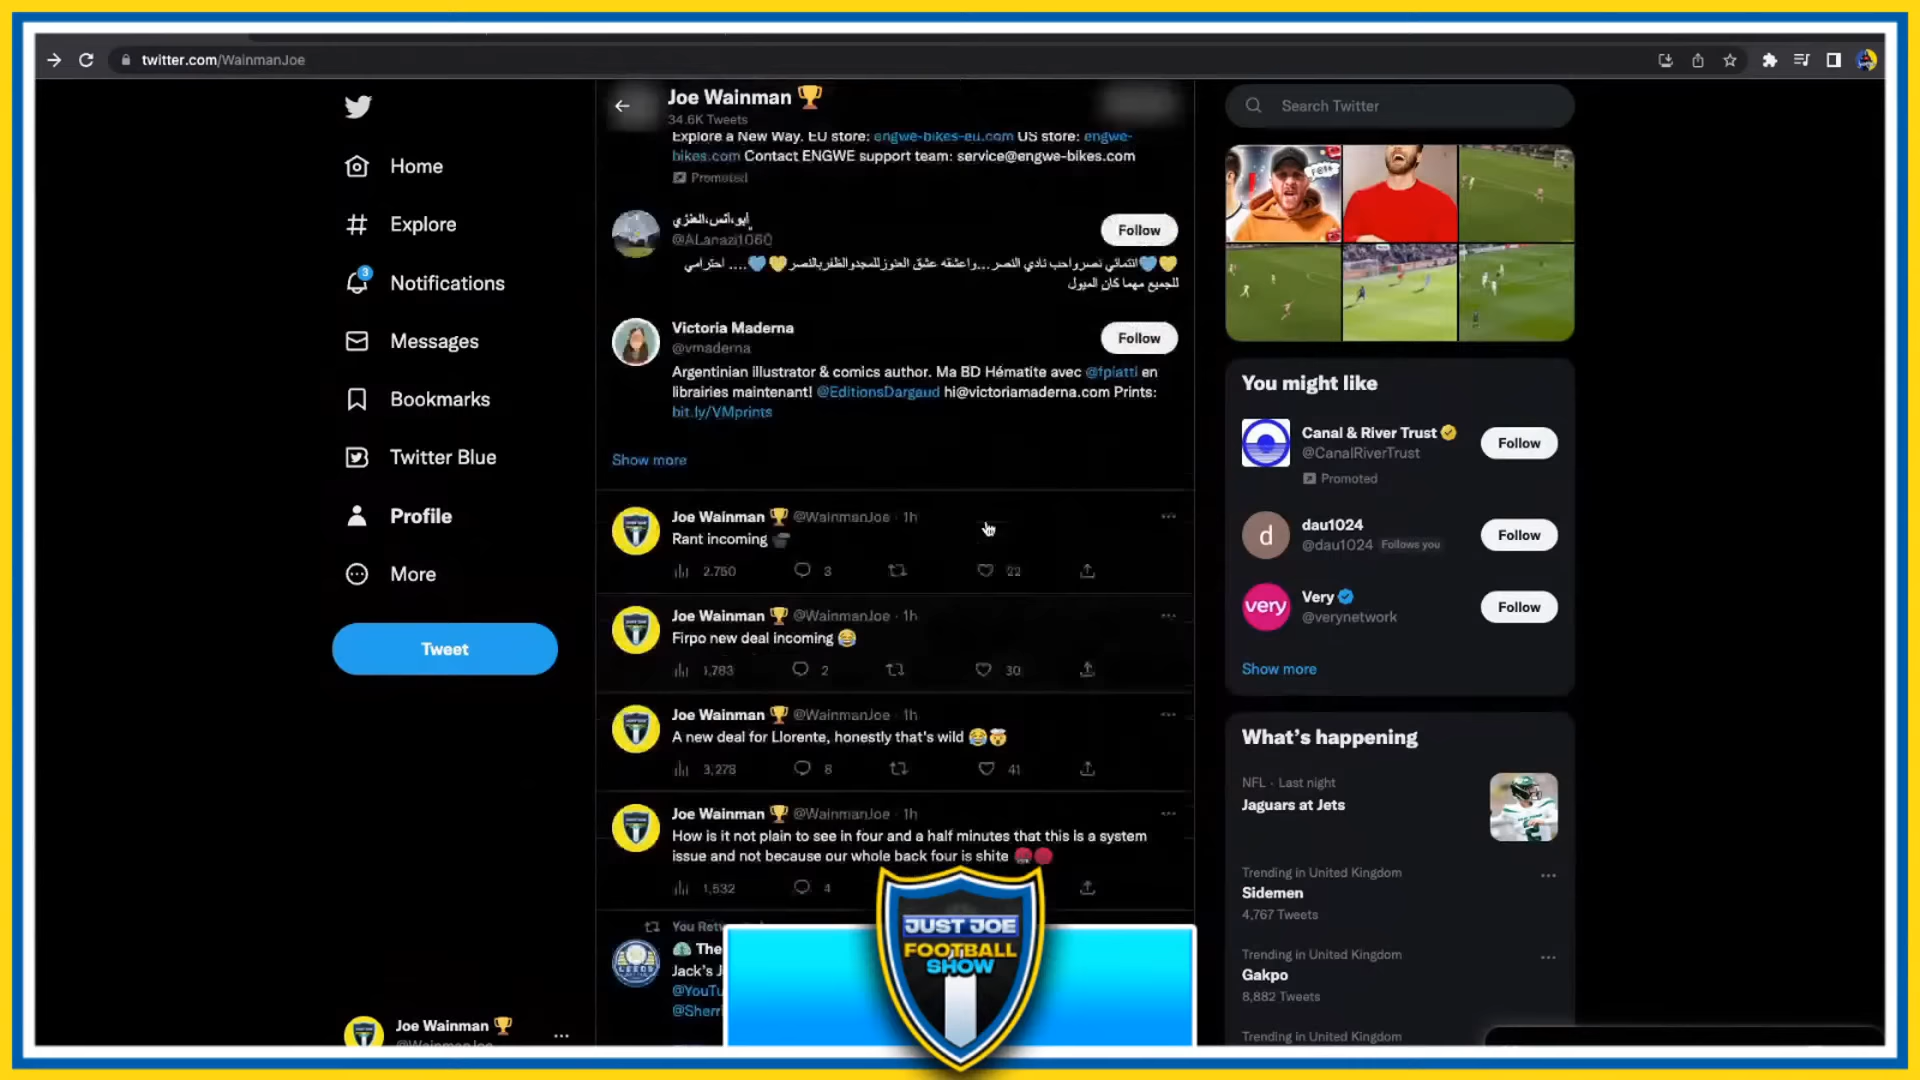 twitter.com/WainmanJoe
Home
Explore
3
Notifications
Messages
Bookmarks
Twitter Blue
Profile
More
Tweet
Joe Wainman
Joe Wainman
34.6K Tweets
Explore a New Way. EU store: engwe-bikes-eu.com US store: engwe-
bikes.com Contact ENGWE support team: service@engwe-bikes.com
Promoted
@ALanazi1060
Follow
للجميع مهما كان الميول
Victoria Maderna
@vmaderna
Follow
Argentinian illustrator & comics author. Ma BD Hématite avec @fpiatti en
librairies maintenant! @EditionsDargaud hi@victoriamaderna.com Prints:
bit.ly/VMprints
Show more
Joe Wainman @WainmanJoe · 1h
Rant incoming
2,750 3 22
Joe Wainman @WainmanJoe · 1h
Firpo new deal incoming
1,783 2 30
Joe Wainman @WainmanJoe · 1h
A new deal for Llorente, honestly that's wild
3,278 8 41
Joe Wainman @WainmanJoe · 1h
How is it not plain to see in four and a half minutes that this is a system
issue and not because our whole back four is shite
1,532 4
You
The
Jack's
JUST JOE
FOOTBALL
SHOW
Search Twitter
You might like
Canal & River Trust
@CanalRiverTrust
Promoted
Follow
d
dau1024
@dau1024 Follows you
Follow
very
Very
@verynetwork
Follow
Show more
What's happening
NFL · Last night
Jaguars at Jets
Trending in United Kingdom
Sidemen
4,767 Tweets
Trending in United Kingdom
Gakpo
8,882 Tweets
Trending in United Kingdom